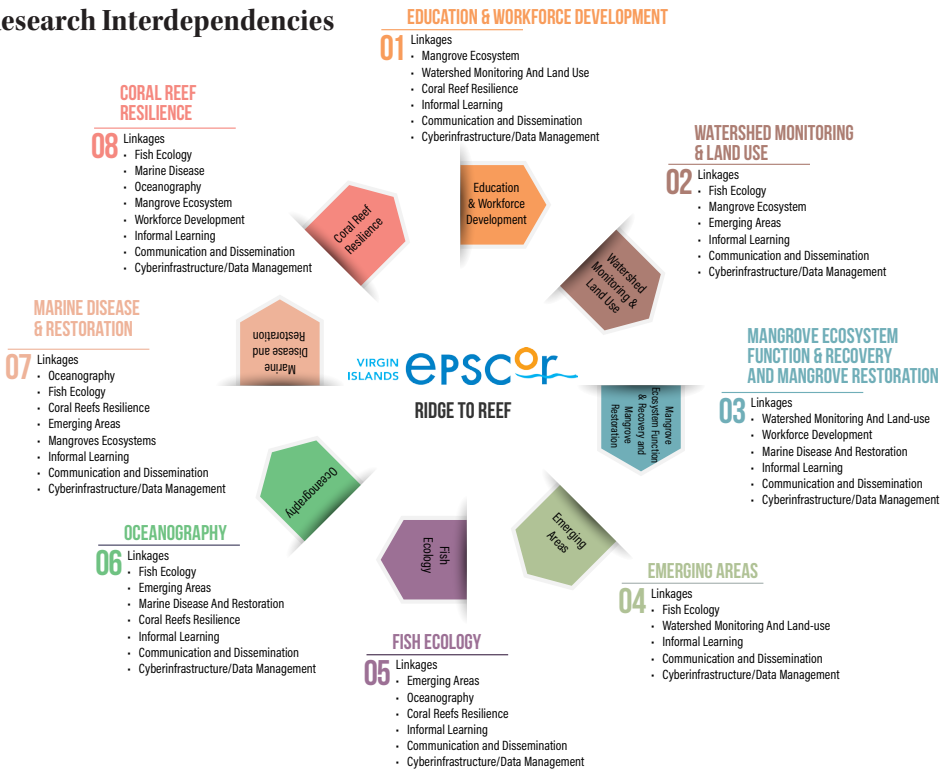 esearch Interdependencies
EDUCATION & WORKFORCE DEVELOPMENT
01 Linkages
• Mangrove Ecosystem
• Watershed Monitoring And Land Use
• Coral Reef Resilience
• Informal Learning
• Communication and Dissemination
• Cyberinfrastructure/Data Management
WATERSHED MONITORING
& LAND USE
02 Linkages
• Fish Ecology
• Mangrove Ecosystem
• Emerging Areas
• Informal Learning
• Communication and Dissemination
• Cyberinfrastructure/Data Management
MANGROVE ECOSYSTEM
FUNCTION & RECOVERY
AND MANGROVE RESTORATION
03 Linkages
• Watershed Monitoring And Land-use
• Workforce Development
• Marine Disease And Restoration
• Informal Learning
• Communication and Dissemination
• Cyberinfrastructure/Data Management
EMERGING AREAS
04 Linkages
• Fish Ecology
• Watershed Monitoring And Land-use
• Informal Learning
• Communication and Dissemination
• Cyberinfrastructure/Data Management
FISH ECOLOGY
05 Linkages
• Emerging Areas
• Oceanography
• Coral Reefs Resilience
• Informal Learning
• Communication and Dissemination
• Cyberinfrastructure/Data Management
OCEANOGRAPHY
06 Linkages
• Fish Ecology
• Emerging Areas
• Marine Disease And Restoration
• Coral Reefs Resilience
• Informal Learning
• Communication and Dissemination
• Cyberinfrastructure/Data Management
MARINE DISEASE
& RESTORATION
07 Linkages
• Oceanography
• Fish Ecology
• Coral Reefs Resilience
• Emerging Areas
• Mangroves Ecosystems
• Informal Learning
• Communication and Dissemination
• Cyberinfrastructure/Data Management
CORAL REEF
RESILIENCE
08 Linkages
• Fish Ecology
• Marine Disease
• Oceanography
• Mangrove Ecosystem
• Workforce Development
• Informal Learning
• Communication and Dissemination
• Cyberinfrastructure/Data Management
Education
& Workforce
Development
Watershed
Monitoring &
Land Use
Mangrove
Ecosystem Function
& Recovery and
Mangrove
Restoration
Emerging
Areas
Fish
Ecology
Oceanography
Marine
Disease and
Restoration
Coral Reef
Resilience
VIRGIN
ISLANDS
epscor
RIDGE TO REEF